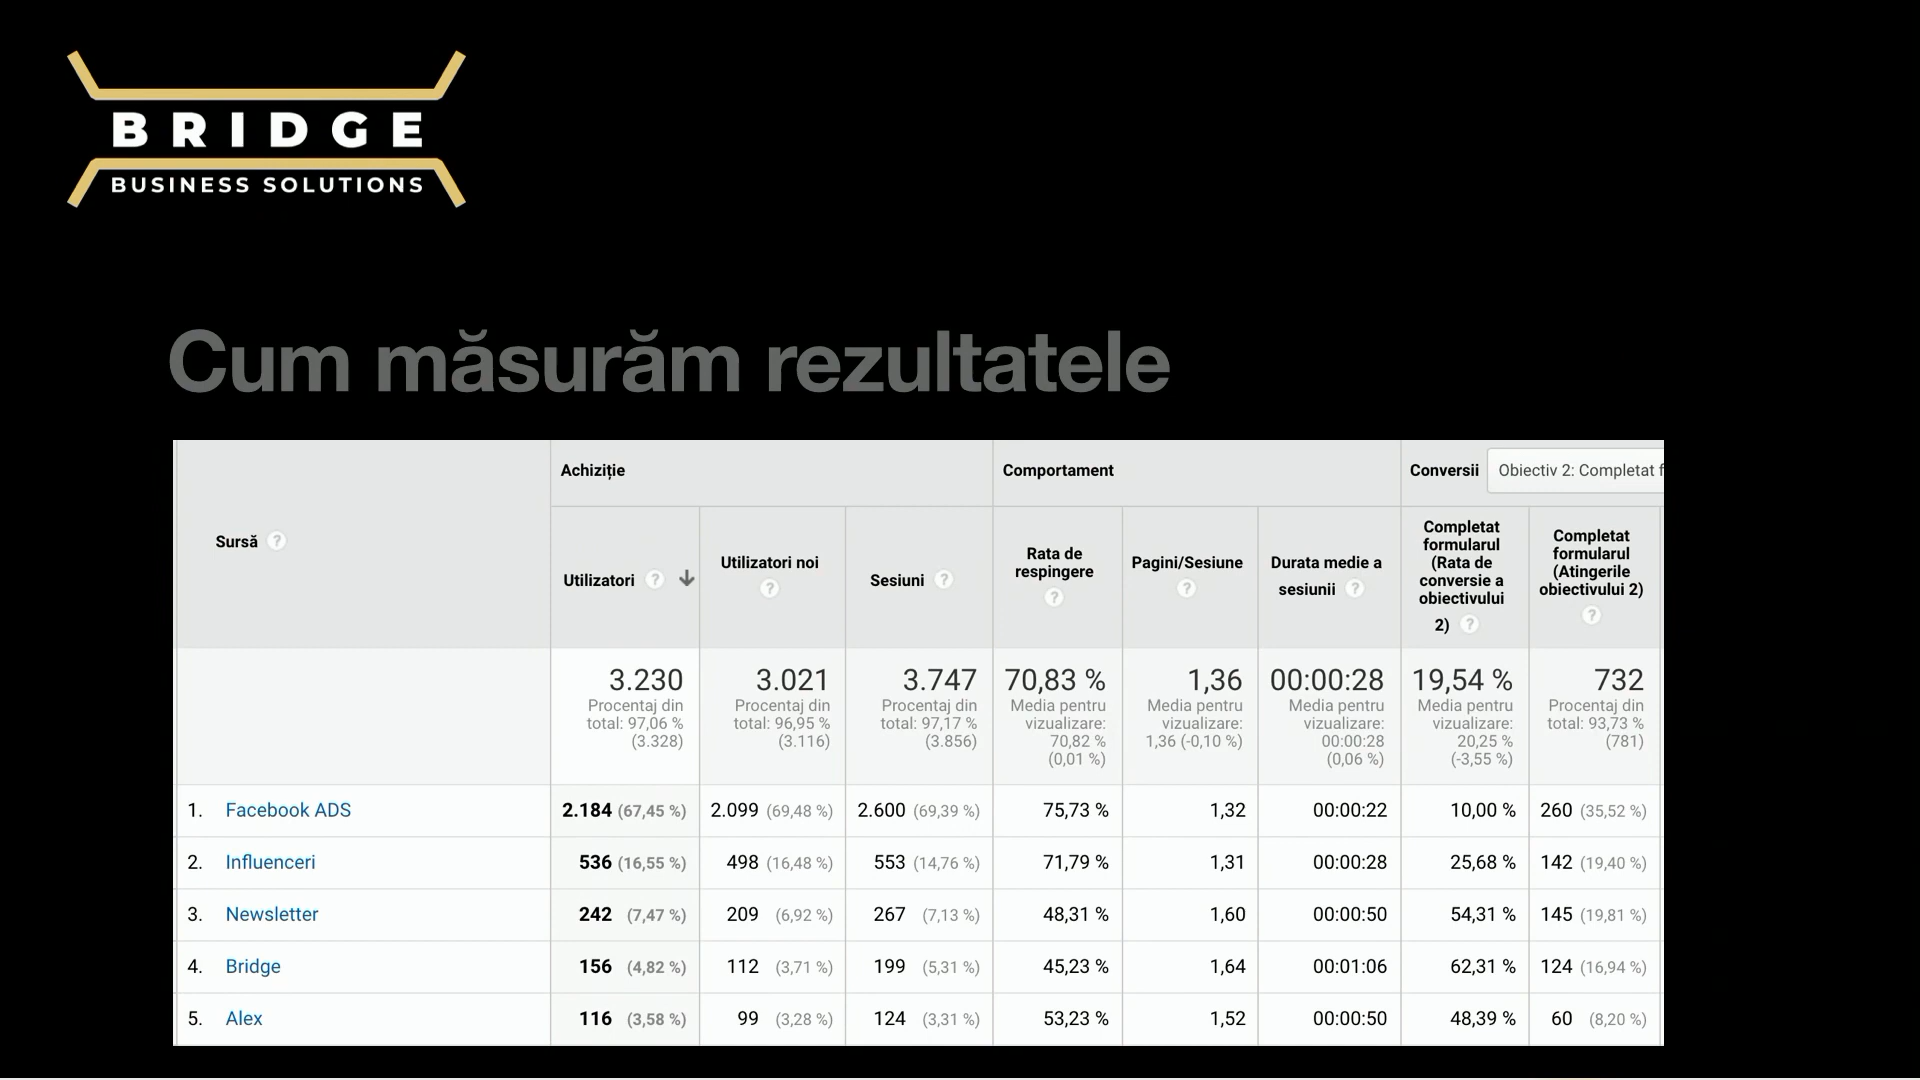 BRIDGE
BUSINESS SOLUTIONS
Cum măsurăm rezultatele
Achiziție Comportament Conversii Obiectiv 2: Completat f
Sursă ? Utilizatori ? Utilizatori noi ? Sesiuni ? Rata de respingere ? Pagini/Sesiune ? Durata medie a sesiunii ? Completat formularul (Rata de conversie a obiectivului 2) ? Completat formularul (Atingerile obiectivului 2) ?
3.230 3.021 3.747 70,83 % 1,36 00:00:28 19,54 % 732
Procentaj din Procentaj din Procentaj din Media pentru Media pentru Media pentru Media pentru Procentaj din
total: 97,06 % total: 96,95 % total: 97,17 % vizualizare: vizualizare: vizualizare: vizualizare: total: 93,73 %
(3.328) (3.116) (3.856) 70,82 % 1,36 (-0,10 %) 00:00:28 20,25 % (781)
(0,01 %) (0,06 %) (-3,55 %)
1. Facebook ADS 2.184 (67,45 %) 2.099 (69,48 %) 2.600 (69,39 %) 75,73 % 1,32 00:00:22 10,00 % 260 (35,52 %)
2. Influenceri 536 (16,55 %) 498 (16,48 %) 553 (14,76 %) 71,79 % 1,31 00:00:28 25,68 % 142 (19,40 %)
3. Newsletter 242 (7,47 %) 209 (6,92 %) 267 (7,13 %) 48,31 % 1,60 00:00:50 54,31 % 145 (19,81 %)
4. Bridge 156 (4,82 %) 112 (3,71 %) 199 (5,31 %) 45,23 % 1,64 00:01:06 62,31 % 124 (16,94 %)
5. Alex 116 (3,58 %) 99 (3,28 %) 124 (3,31 %) 53,23 % 1,52 00:00:50 48,39 % 60 (8,20 %)